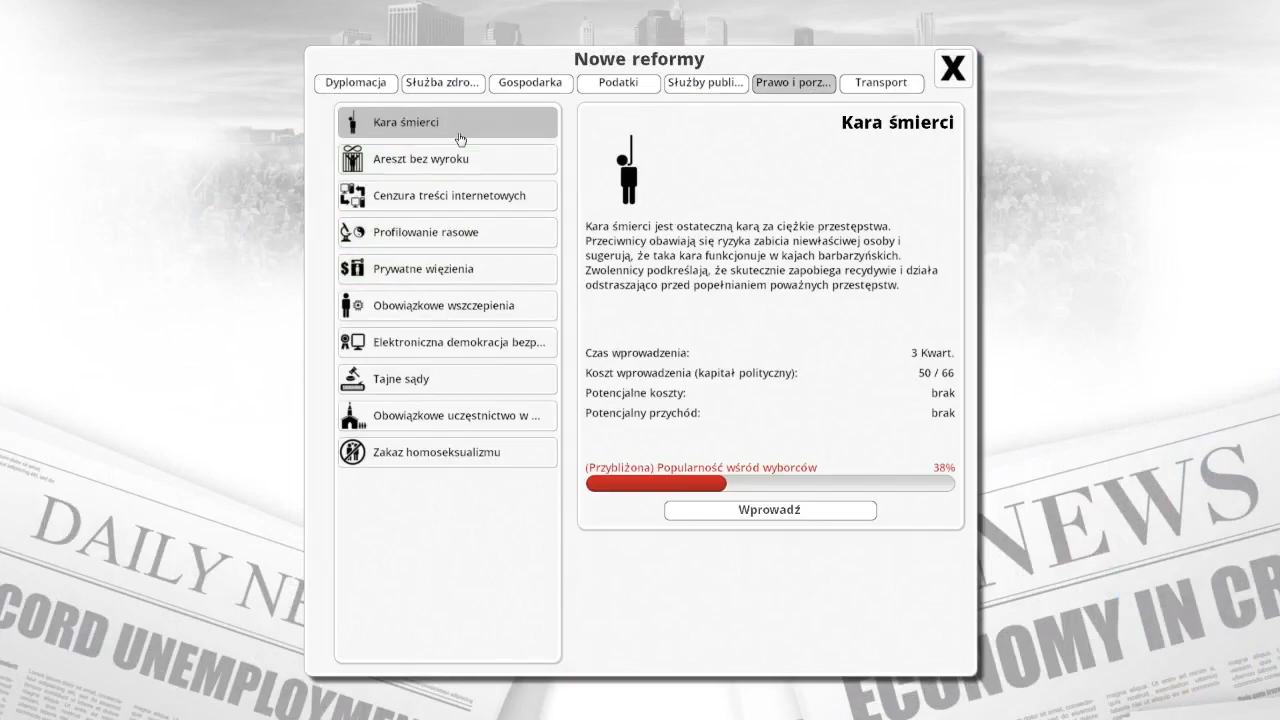 Nowe reformy
X
Dyplomacja
Służba zdro...
Gospodarka
Podatki
Służby publi...
Prawo i porz...
Transport
Kara śmierci
Areszt bez wyroku
Cenzura treści internetowych
Profilowanie rasowe
Prywatne więzienia
Obowiązkowe wszczepienia
Elektroniczna demokracja bezp...
Tajne sądy
Obowiązkowe uczęstnictwo w ...
Zakaz homoseksualizmu
Kara śmierci
Kara śmierci jest ostateczną karą za ciężkie przestępstwa.
Przeciwnicy obawiają się ryzyka zabicia niewłaściwej osoby i
sugerują, że taka kara funkcjonuje w kajach barbarzyńskich.
Zwolennicy podkreślają, że skutecznie zapobiega recydywie i działa
odstraszająco przed popełnianiem poważnych przestępstw.
Czas wprowadzenia: 3 Kwart.
Koszt wprowadzenia (kapitał polityczny): 50 / 66
Potencjalne koszty: brak
Potencjalny przychód: brak
(Przybliżona) Popularność wśród wyborców 38%
Wprowadź
DAILY NE
CORD UNEMPLOYM
NEWS
ECONOMY IN CR